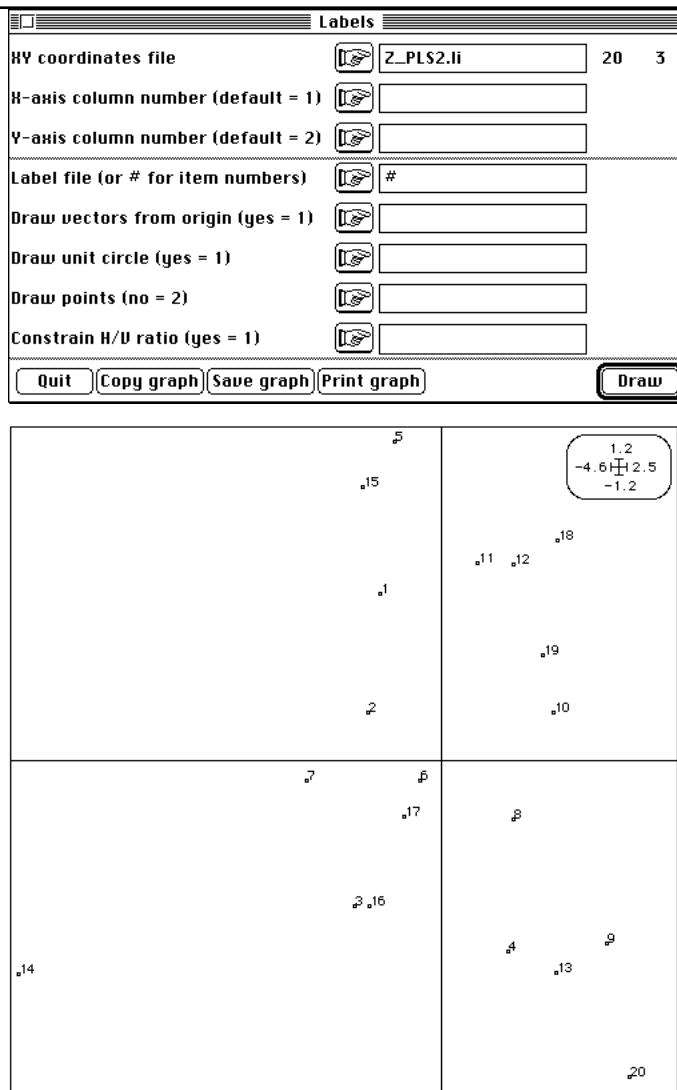 Labels
XY coordinates file Z_PLS2.li 20 3
X-axis column number (default = 1)
Y-axis column number (default = 2)
Label file (or # for item numbers) #
Draw vectors from origin (yes = 1)
Draw unit circle (yes = 1)
Draw points (no = 2)
Constrain H/V ratio (yes = 1)
Quit Copy graph Save graph Print graph Draw
5
1.2
-4.6 2.5
-1.2
15
18
11 12
1
19
2 10
7 6
17 8
3 16
9
4
14 13
20